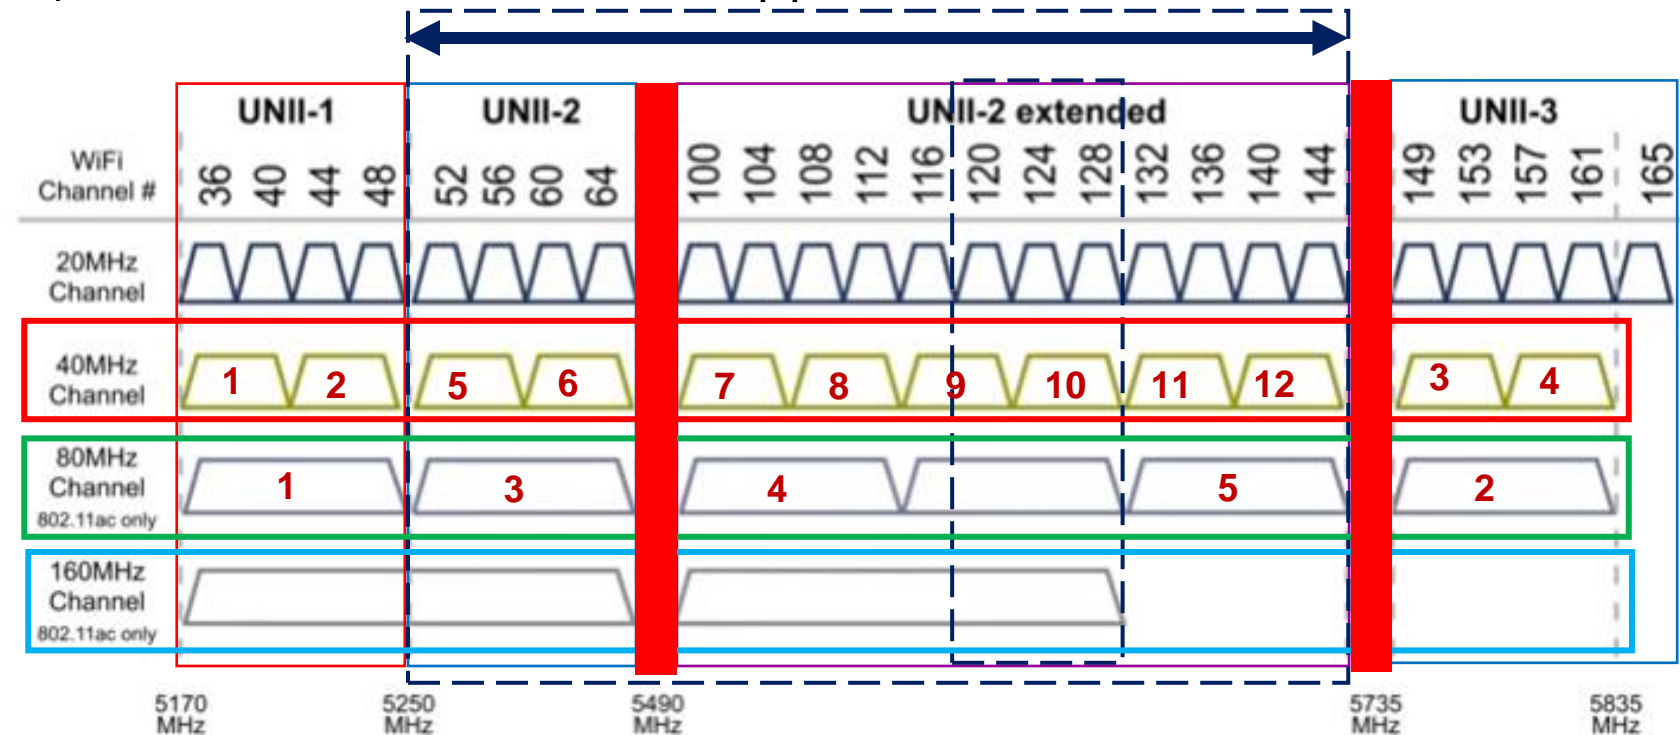 UNII-1 UNII-2 UNII-2 extended UNII-3
WiFi
Channel #
36 40 44 48 52 56 60 64 100 104 108 112 116 120 124 128 132 136 140 144 149 153 157 161 165
20MHz
Channel
40MHz
Channel
1 2 5 6 7 8 9 10 11 12 3 4
80MHz
Channel
802.11ac only
1 3 4 5 2
160MHz
Channel
802.11ac only
5170 5250 5490 5735 5835
MHz MHz MHz MHz MHz